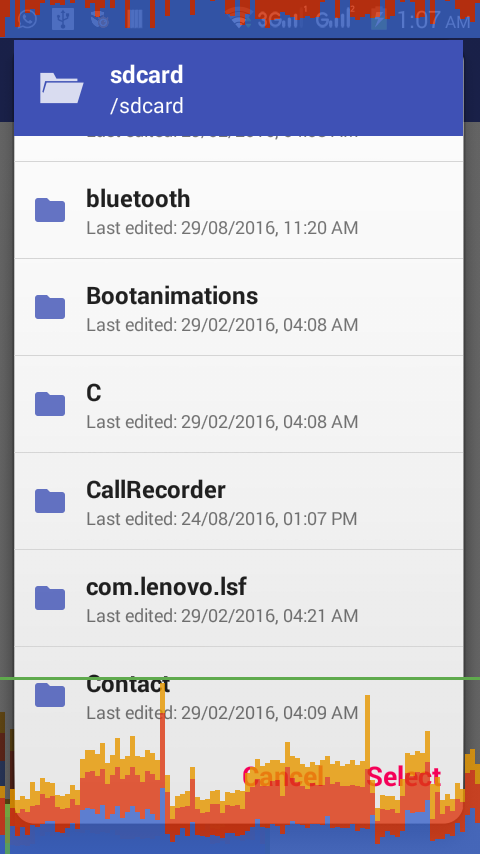 3G 1 G 2 1:07 AM
sdcard
/sdcard
bluetooth
Last edited: 29/08/2016, 11:20 AM
Bootanimations
Last edited: 29/02/2016, 04:08 AM
C
Last edited: 29/02/2016, 04:08 AM
CallRecorder
Last edited: 24/08/2016, 01:07 PM
com.lenovo.lsf
Last edited: 29/02/2016, 04:21 AM
Contact
Last edited: 29/02/2016, 04:09 AM
Cancel Select